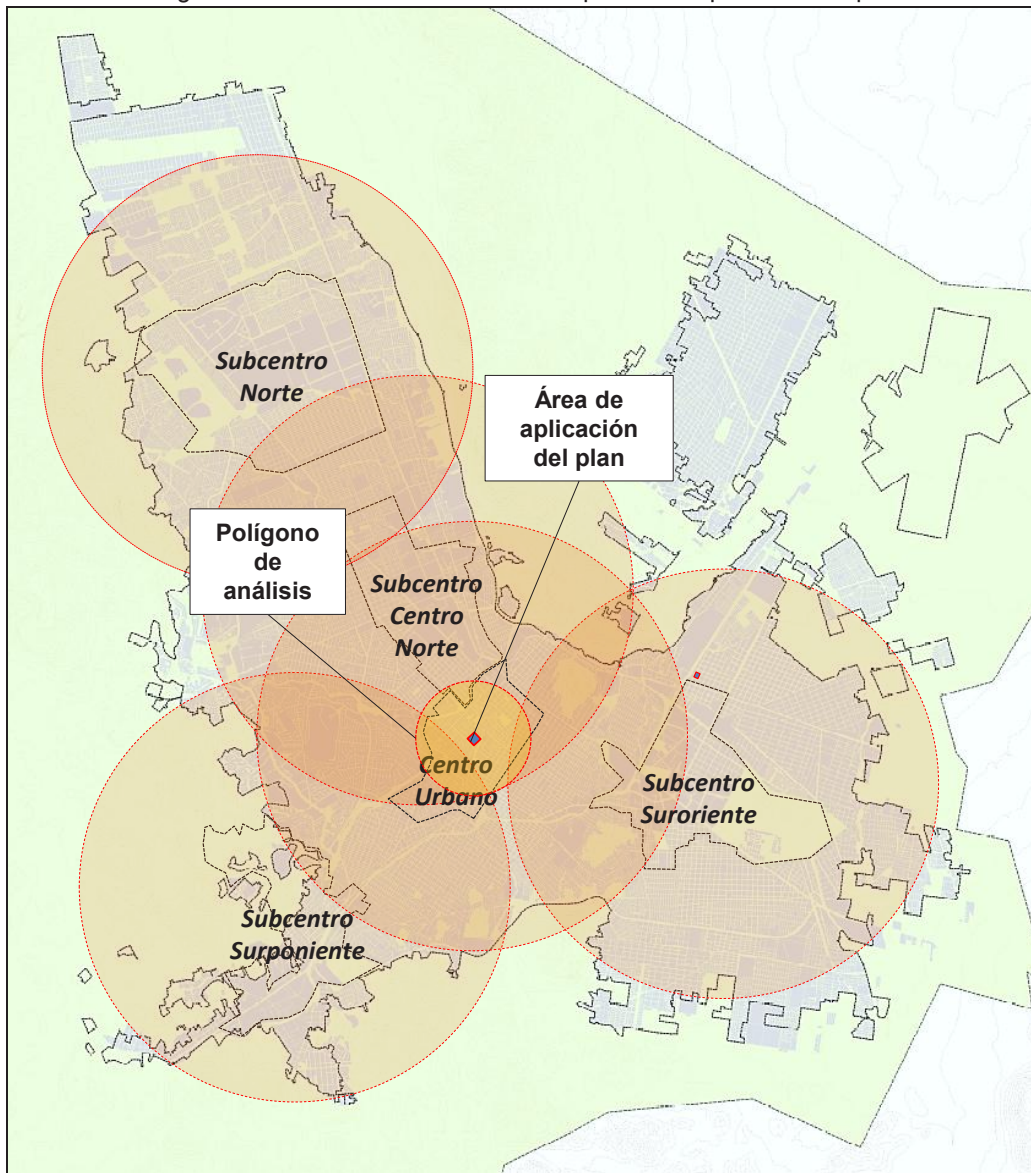 Subcentro
Norte
Área de
aplicación
del plan
Polígono
de
análisis
Subcentro
Centro
Norte
Centro
Urbano
Subcentro
Suroriente
Subcentro
Surponiente